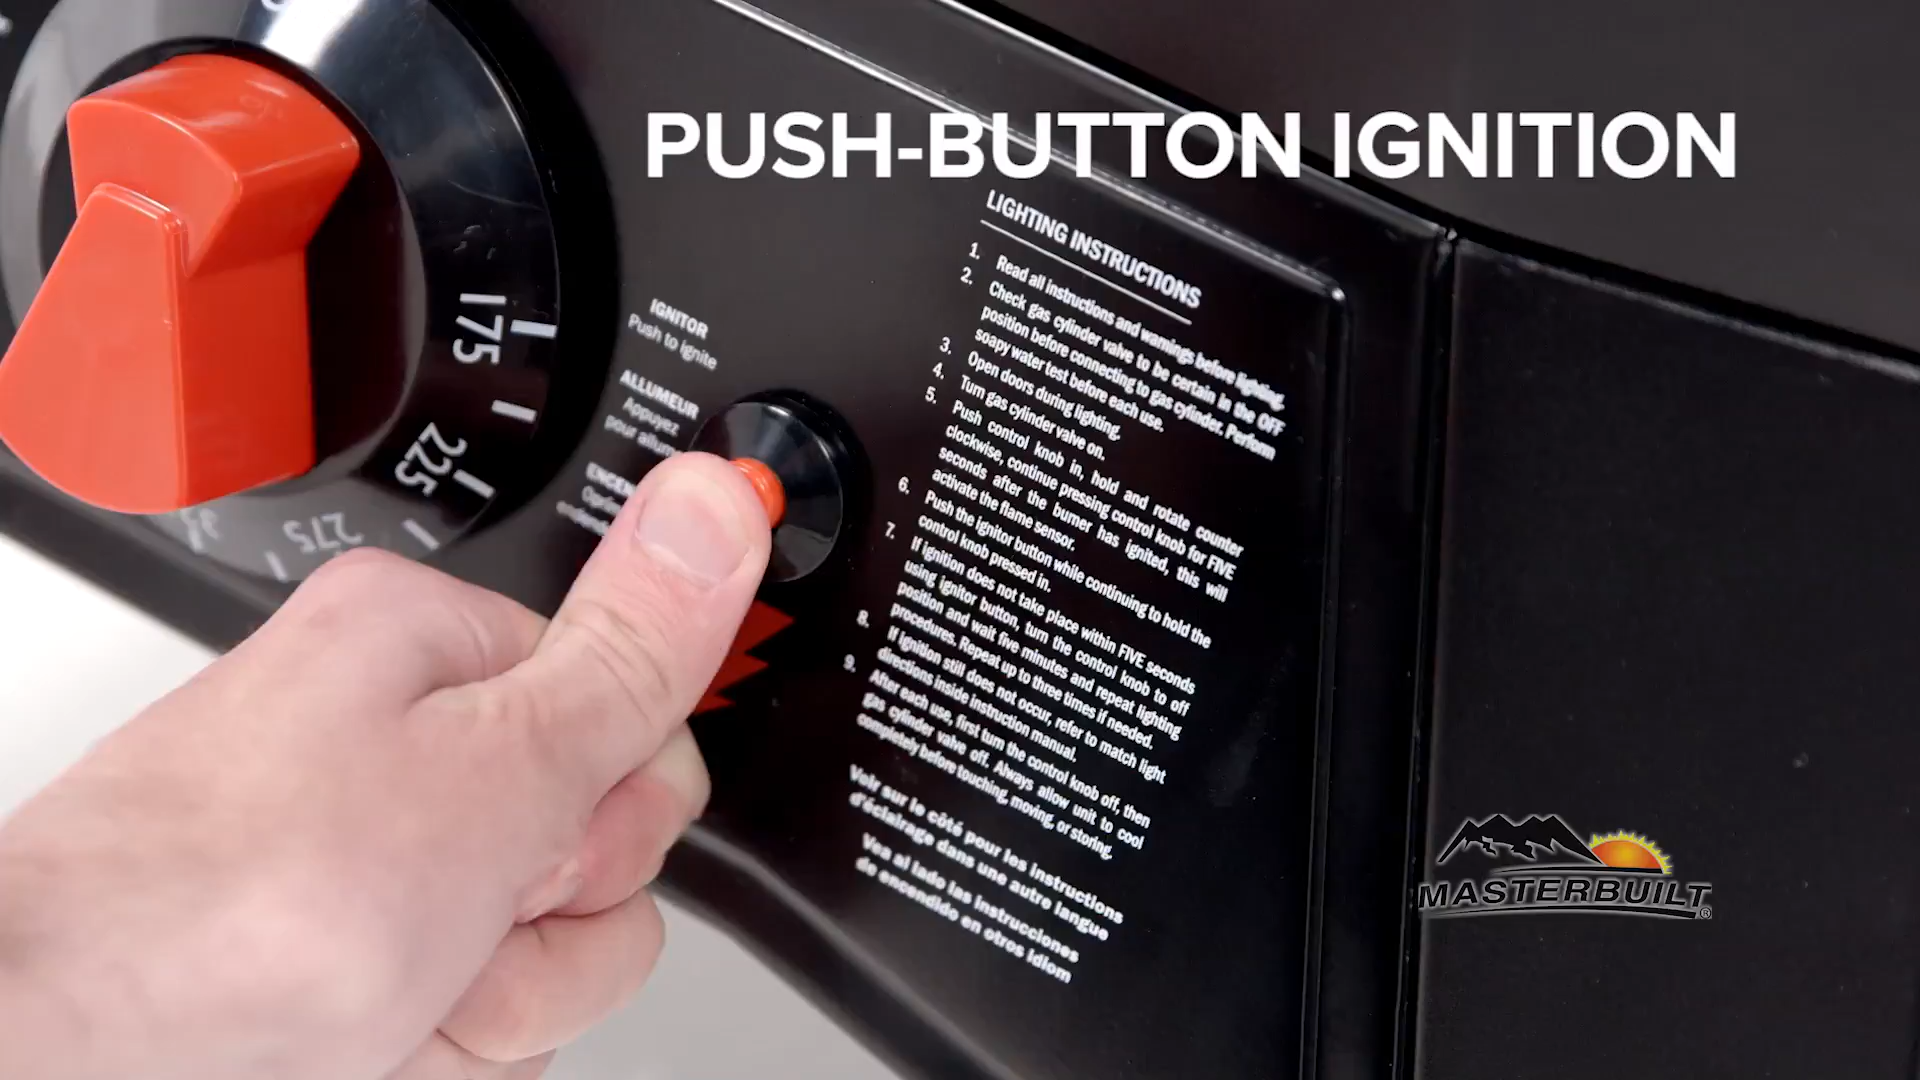 PUSH-BUTTON IGNITION
175
225
275
IGNITOR
Push to ignite
ALLUMEUR
Appuyez
pour
LIGHTING INSTRUCTIONS
1. Read all instructions and warnings before lighting.
2. Check gas cylinder valve to be certain in the OFF
position before connecting to gas cylinder. Perform
soapy water test before each use.
3. Open doors during lighting.
4. Turn gas cylinder valve on.
5. Push control knob in, hold and rotate counter
clockwise, continue pressing control knob for FIVE
seconds after the burner has ignited, this will
activate the flame sensor.
6. Push the ignitor button while continuing to hold the
control knob pressed in.
7. If ignition does not take place within FIVE seconds
using ignitor button, turn the control knob to off
position and wait five minutes and repeat lighting
procedures. Repeat up to three times if needed.
8. If ignition still does not occur, refer to match light
directions inside instruction manual.
9. After each use, first turn the control knob off, then
gas cylinder valve off. Always allow unit to cool
completely before touching, moving, or storing.
Voir sur le côté pour les instructions
d'éclairage dans une autre langue
Vea al lado las instrucciones
de encendido en otros idiom
MASTERBUILT®